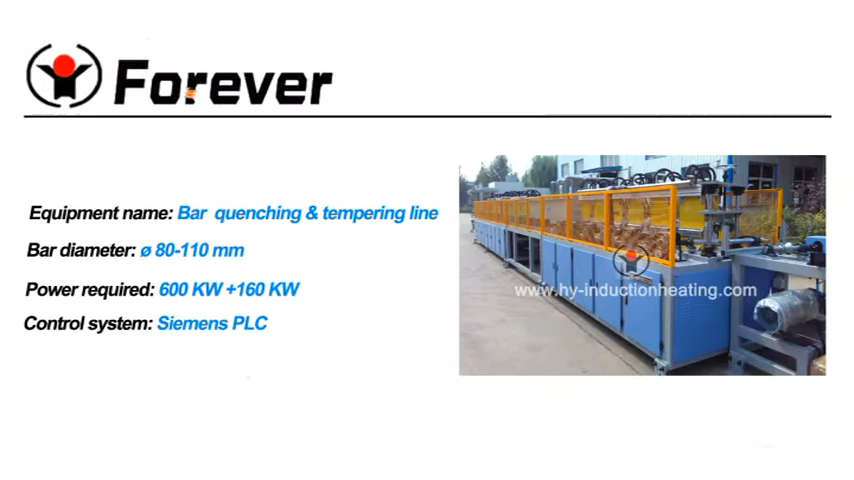 Forever
Equipment name: Bar quenching & tempering line
Bar diameter: ø 80-110 mm
Power required: 600 KW +160 KW
Control system: Siemens PLC
www.hy-inductionheating.com